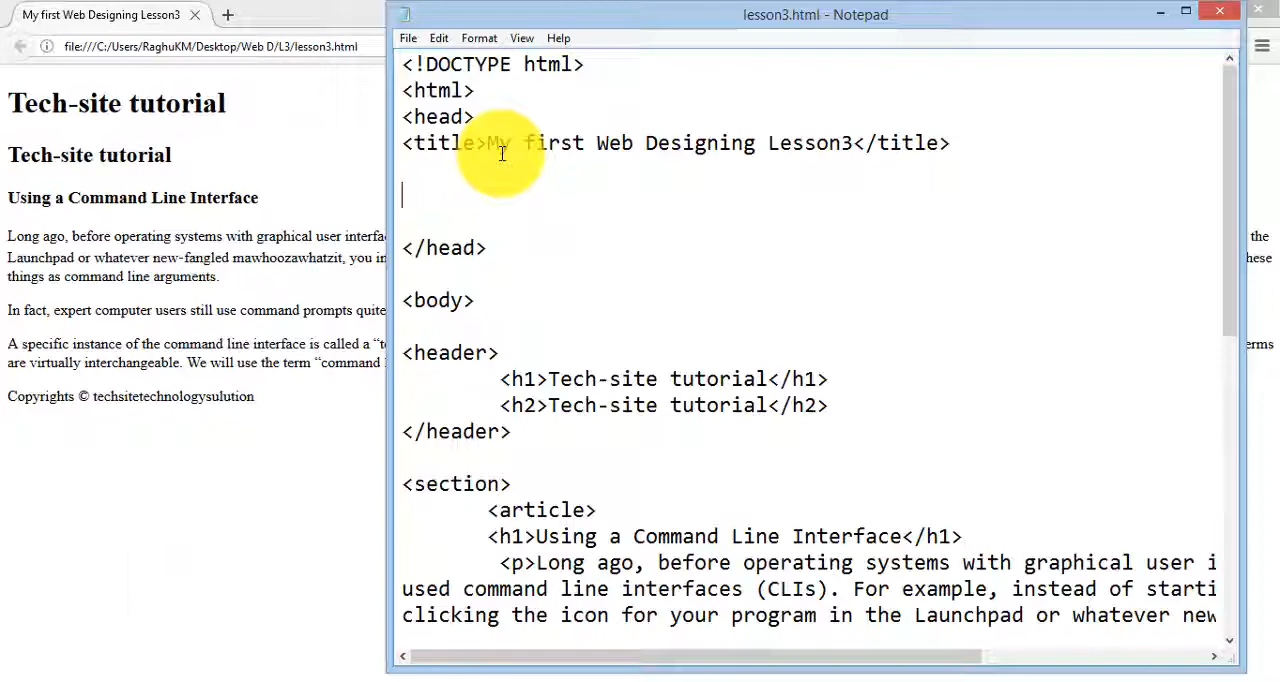 My first Web Designing Lesson3
file:///C:/Users/RaghuKM/Desktop/Web D/L3/lesson3.html
Tech-site tutorial
Tech-site tutorial
Using a Command Line Interface
Long ago, before operating systems with graphical user interfac
the
Launchpad or whatever new-fangled mawhoozawhatzit, you in
hese
things as command line arguments.
In fact, expert computer users still use command prompts quite
A specific instance of the command line interface is called a “te
erms
are virtually interchangeable. We will use the term “command l
Copyrights © techsitetechnologysulution
lesson3.html - Notepad
File Edit Format View Help
<!DOCTYPE html>
<html>
<head>
<title>My first Web Designing Lesson3</title>
</head>
<body>
<header>
<h1>Tech-site tutorial</h1>
<h2>Tech-site tutorial</h2>
</header>
<section>
<article>
<h1>Using a Command Line Interface</h1>
<p>Long ago, before operating systems with graphical user i
used command line interfaces (CLIs). For example, instead of starti
clicking the icon for your program in the Launchpad or whatever new